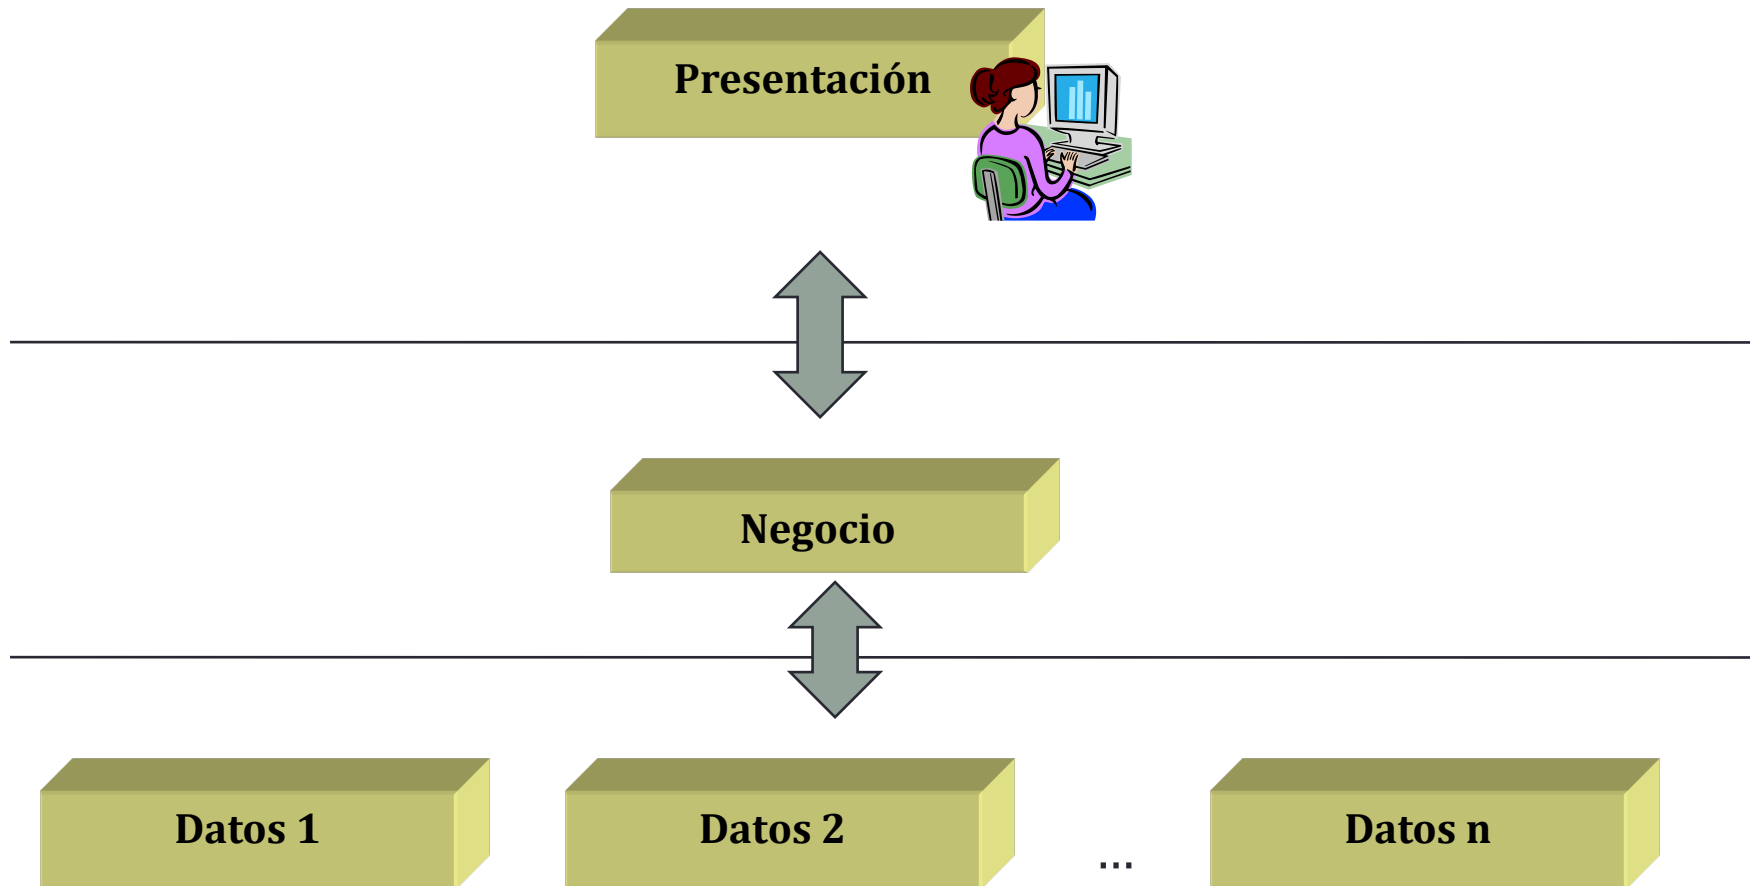 Presentación
Negocio
Datos 1
Datos 2
...
Datos n